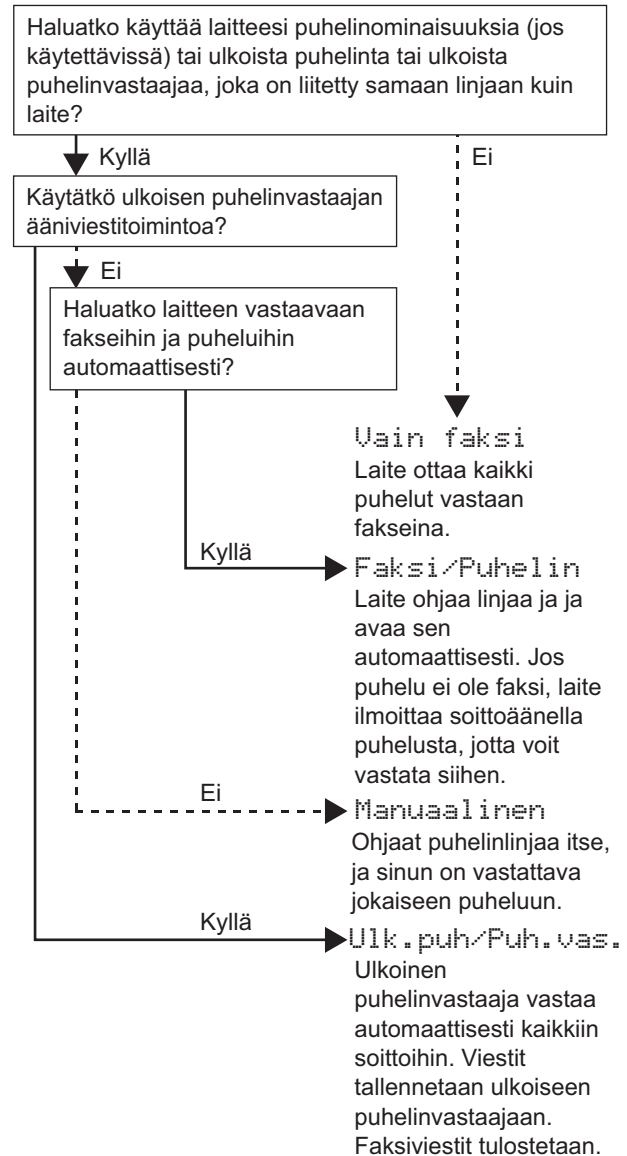 Haluatko käyttää laitteesi puhelinominaisuuksia (jos
käytettävissä) tai ulkoista puhelinta tai ulkoista
puhelinvastaajaa, joka on liitetty samaan linjaan kuin
laite?
Kyllä
Ei
Käytätkö ulkoisen puhelinvastaajan
ääniviestitoimintoa?
Ei
Haluatko laitteen vastaavaan
fakseihin ja puheluihin
automaattisesti?
Vain faksi
Laite ottaa kaikki
puhelut vastaan
fakseina.
Kyllä
Faksi/Puhelin
Laite ohjaa linjaa ja ja
avaa sen
automaattisesti. Jos
puhelu ei ole faksi, laite
ilmoittaa soittoäänella
puhelusta, jotta voit
vastata siihen.
Ei
Manuaalinen
Ohjaat puhelinlinjaa itse,
ja sinun on vastattava
jokaiseen puheluun.
Kyllä
Ulk.puh/Puh.vas.
Ulkoinen
puhelinvastaaja vastaa
automaattisesti kaikkiin
soittoihin. Viestit
tallennetaan ulkoiseen
puhelinvastaajaan.
Faksiviestit tulostetaan.